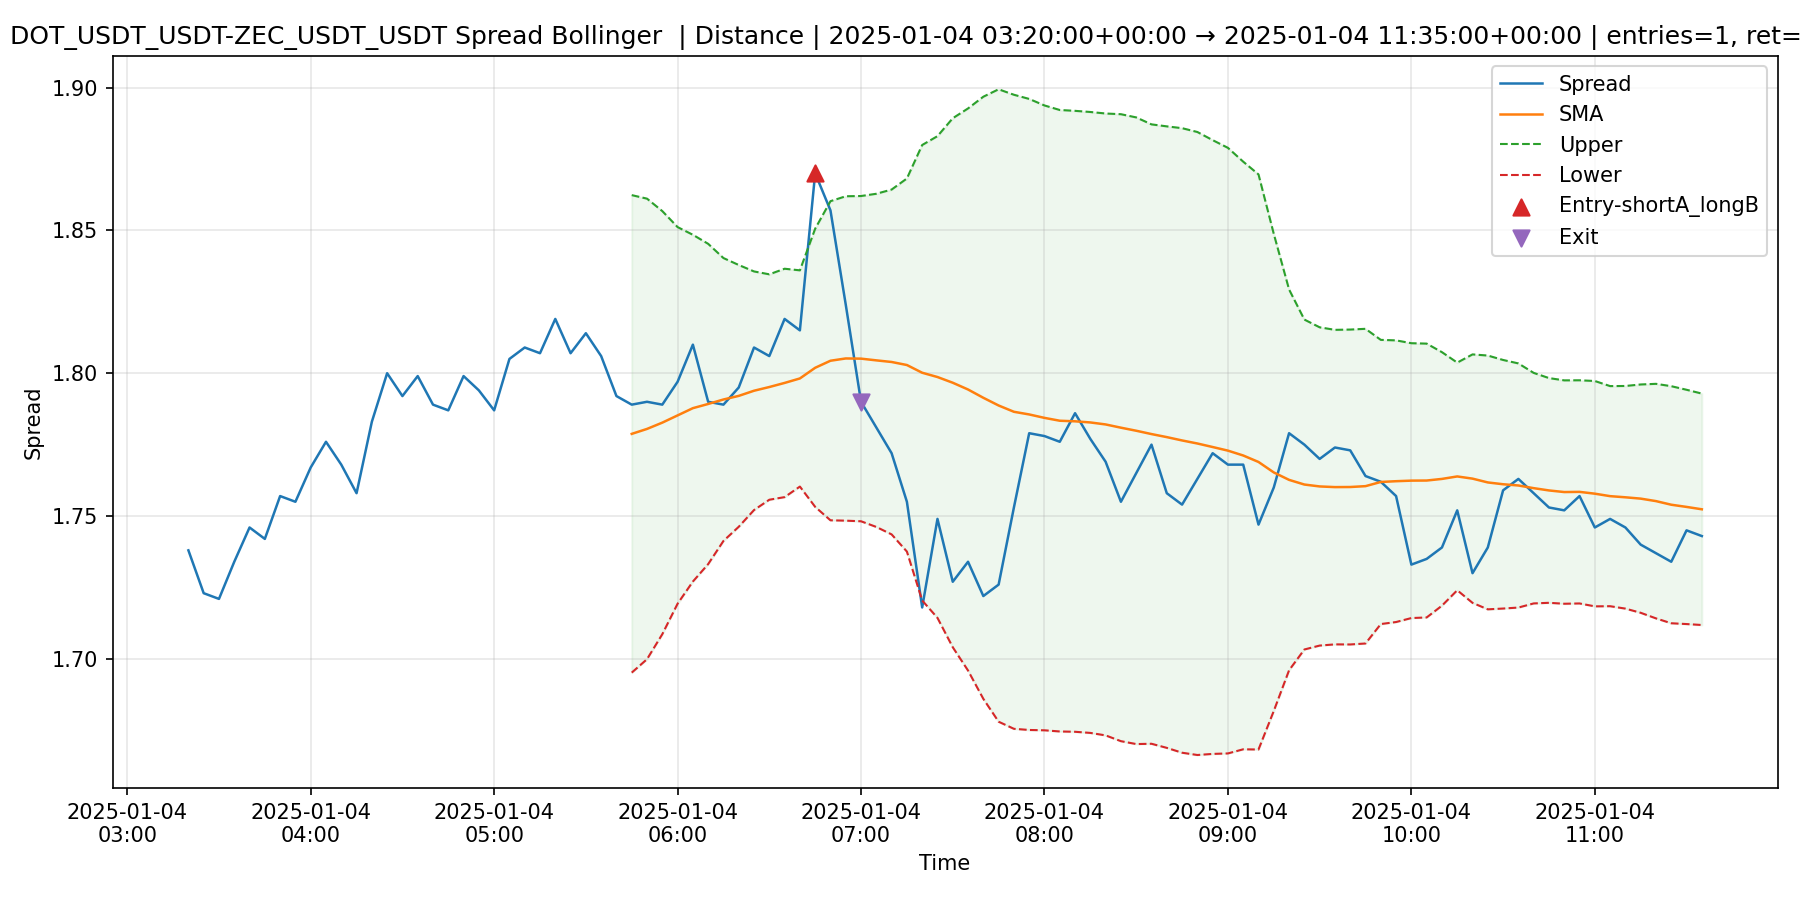 DOT_USDT_USDT-ZEC_USDT_USDT Spread Bollinger | Distance | 2025-01-04 03:20:00+00:00 → 2025-01-04 11:35:00+00:00 | entries=1, ret=
Spread
SMA
Upper
Lower
Entry-shortA_longB
Exit
1.90
1.85
1.80
1.75
1.70
Spread
2025-01-04 2025-01-04 2025-01-04 2025-01-04 2025-01-04 2025-01-04 2025-01-04 2025-01-04 2025-01-04
03:00 04:00 05:00 06:00 07:00 08:00 09:00 10:00 11:00
Time